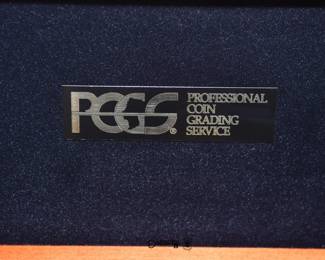 PCGS®
PROFESSIONAL
COIN
GRADING
SERVICE